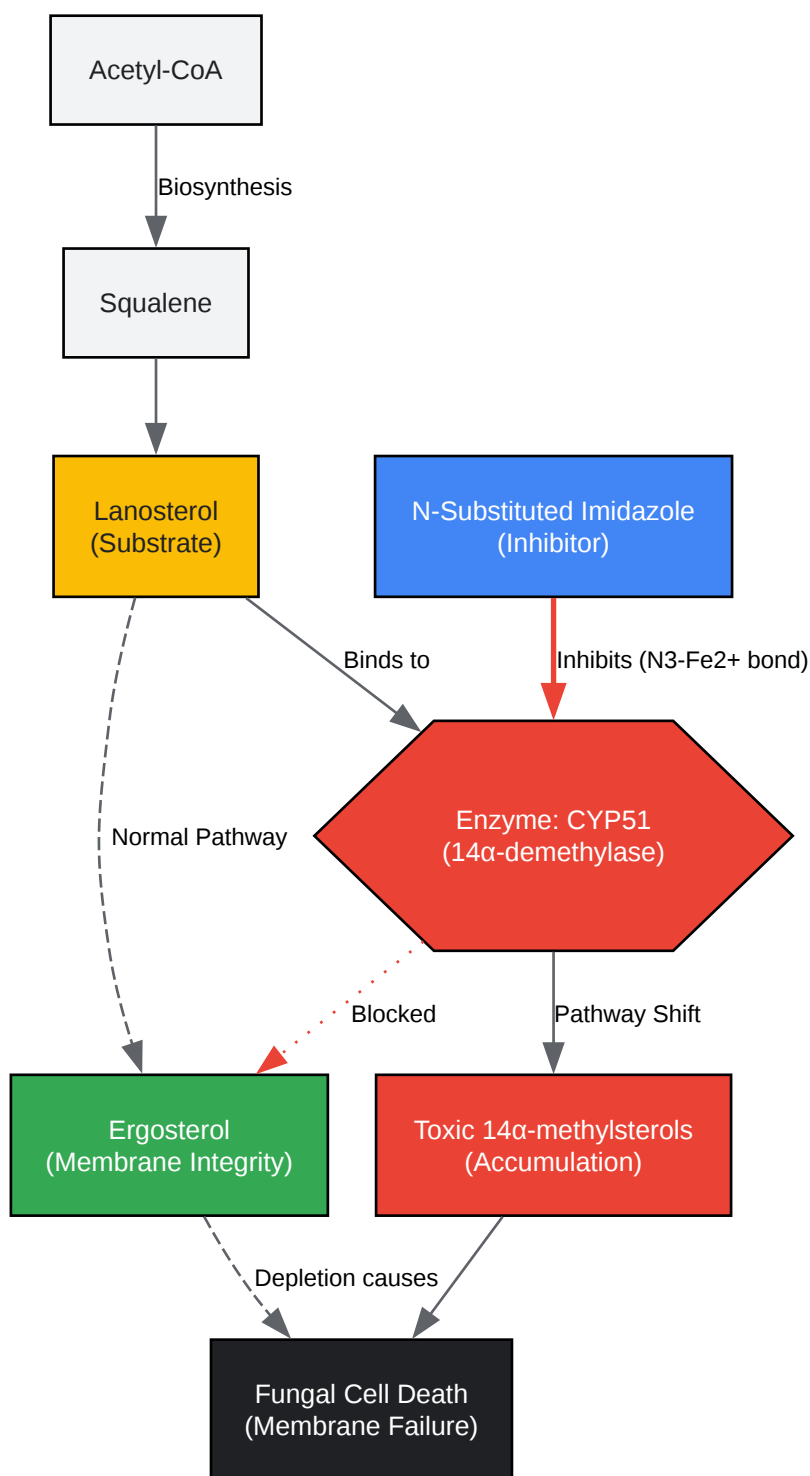 Acetyl-CoA
Biosynthesis
Squalene
Lanosterol
(Substrate)
N-Substituted Imidazole
(Inhibitor)
Binds to
Inhibits (N3-Fe2+ bond)
Enzyme: CYP51
(14α-demethylase)
Normal Pathway
Blocked
Pathway Shift
Ergosterol
(Membrane Integrity)
Toxic 14α-methylsterols
(Accumulation)
Depletion causes
Fungal Cell Death
(Membrane Failure)